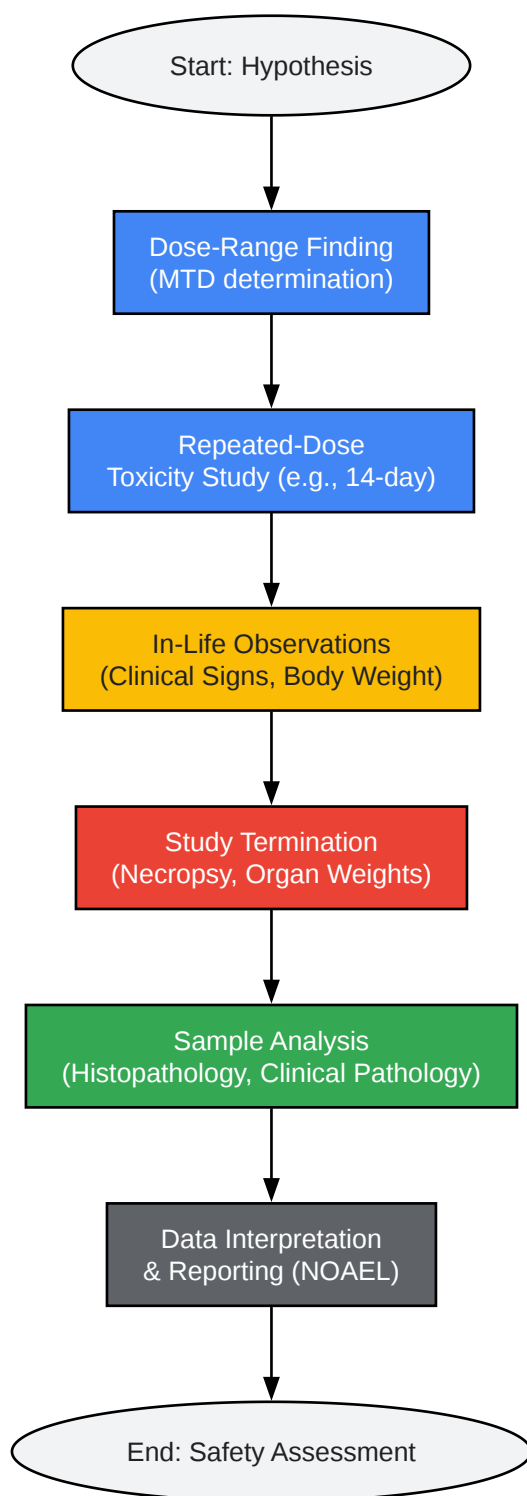 Start: Hypothesis
Dose-Range Finding
(MTD determination)
Repeated-Dose
Toxicity Study (e.g., 14-day)
In-Life Observations
(Clinical Signs, Body Weight)
Study Termination
(Necropsy, Organ Weights)
Sample Analysis
(Histopathology, Clinical Pathology)
Data Interpretation
& Reporting (NOAEL)
End: Safety Assessment